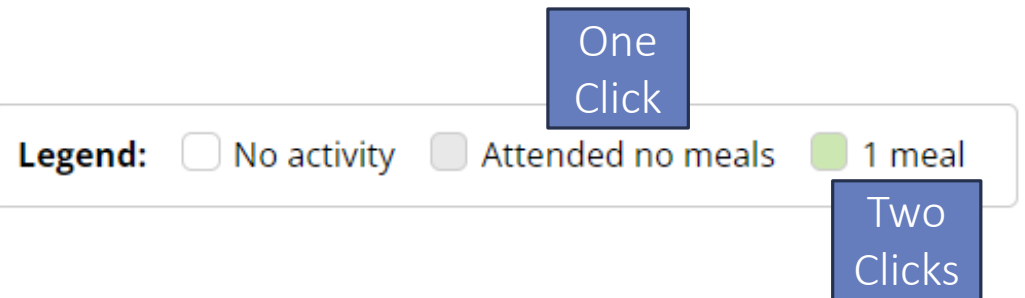 One
Click
Legend: No activity Attended no meals 1 meal
Two
Clicks